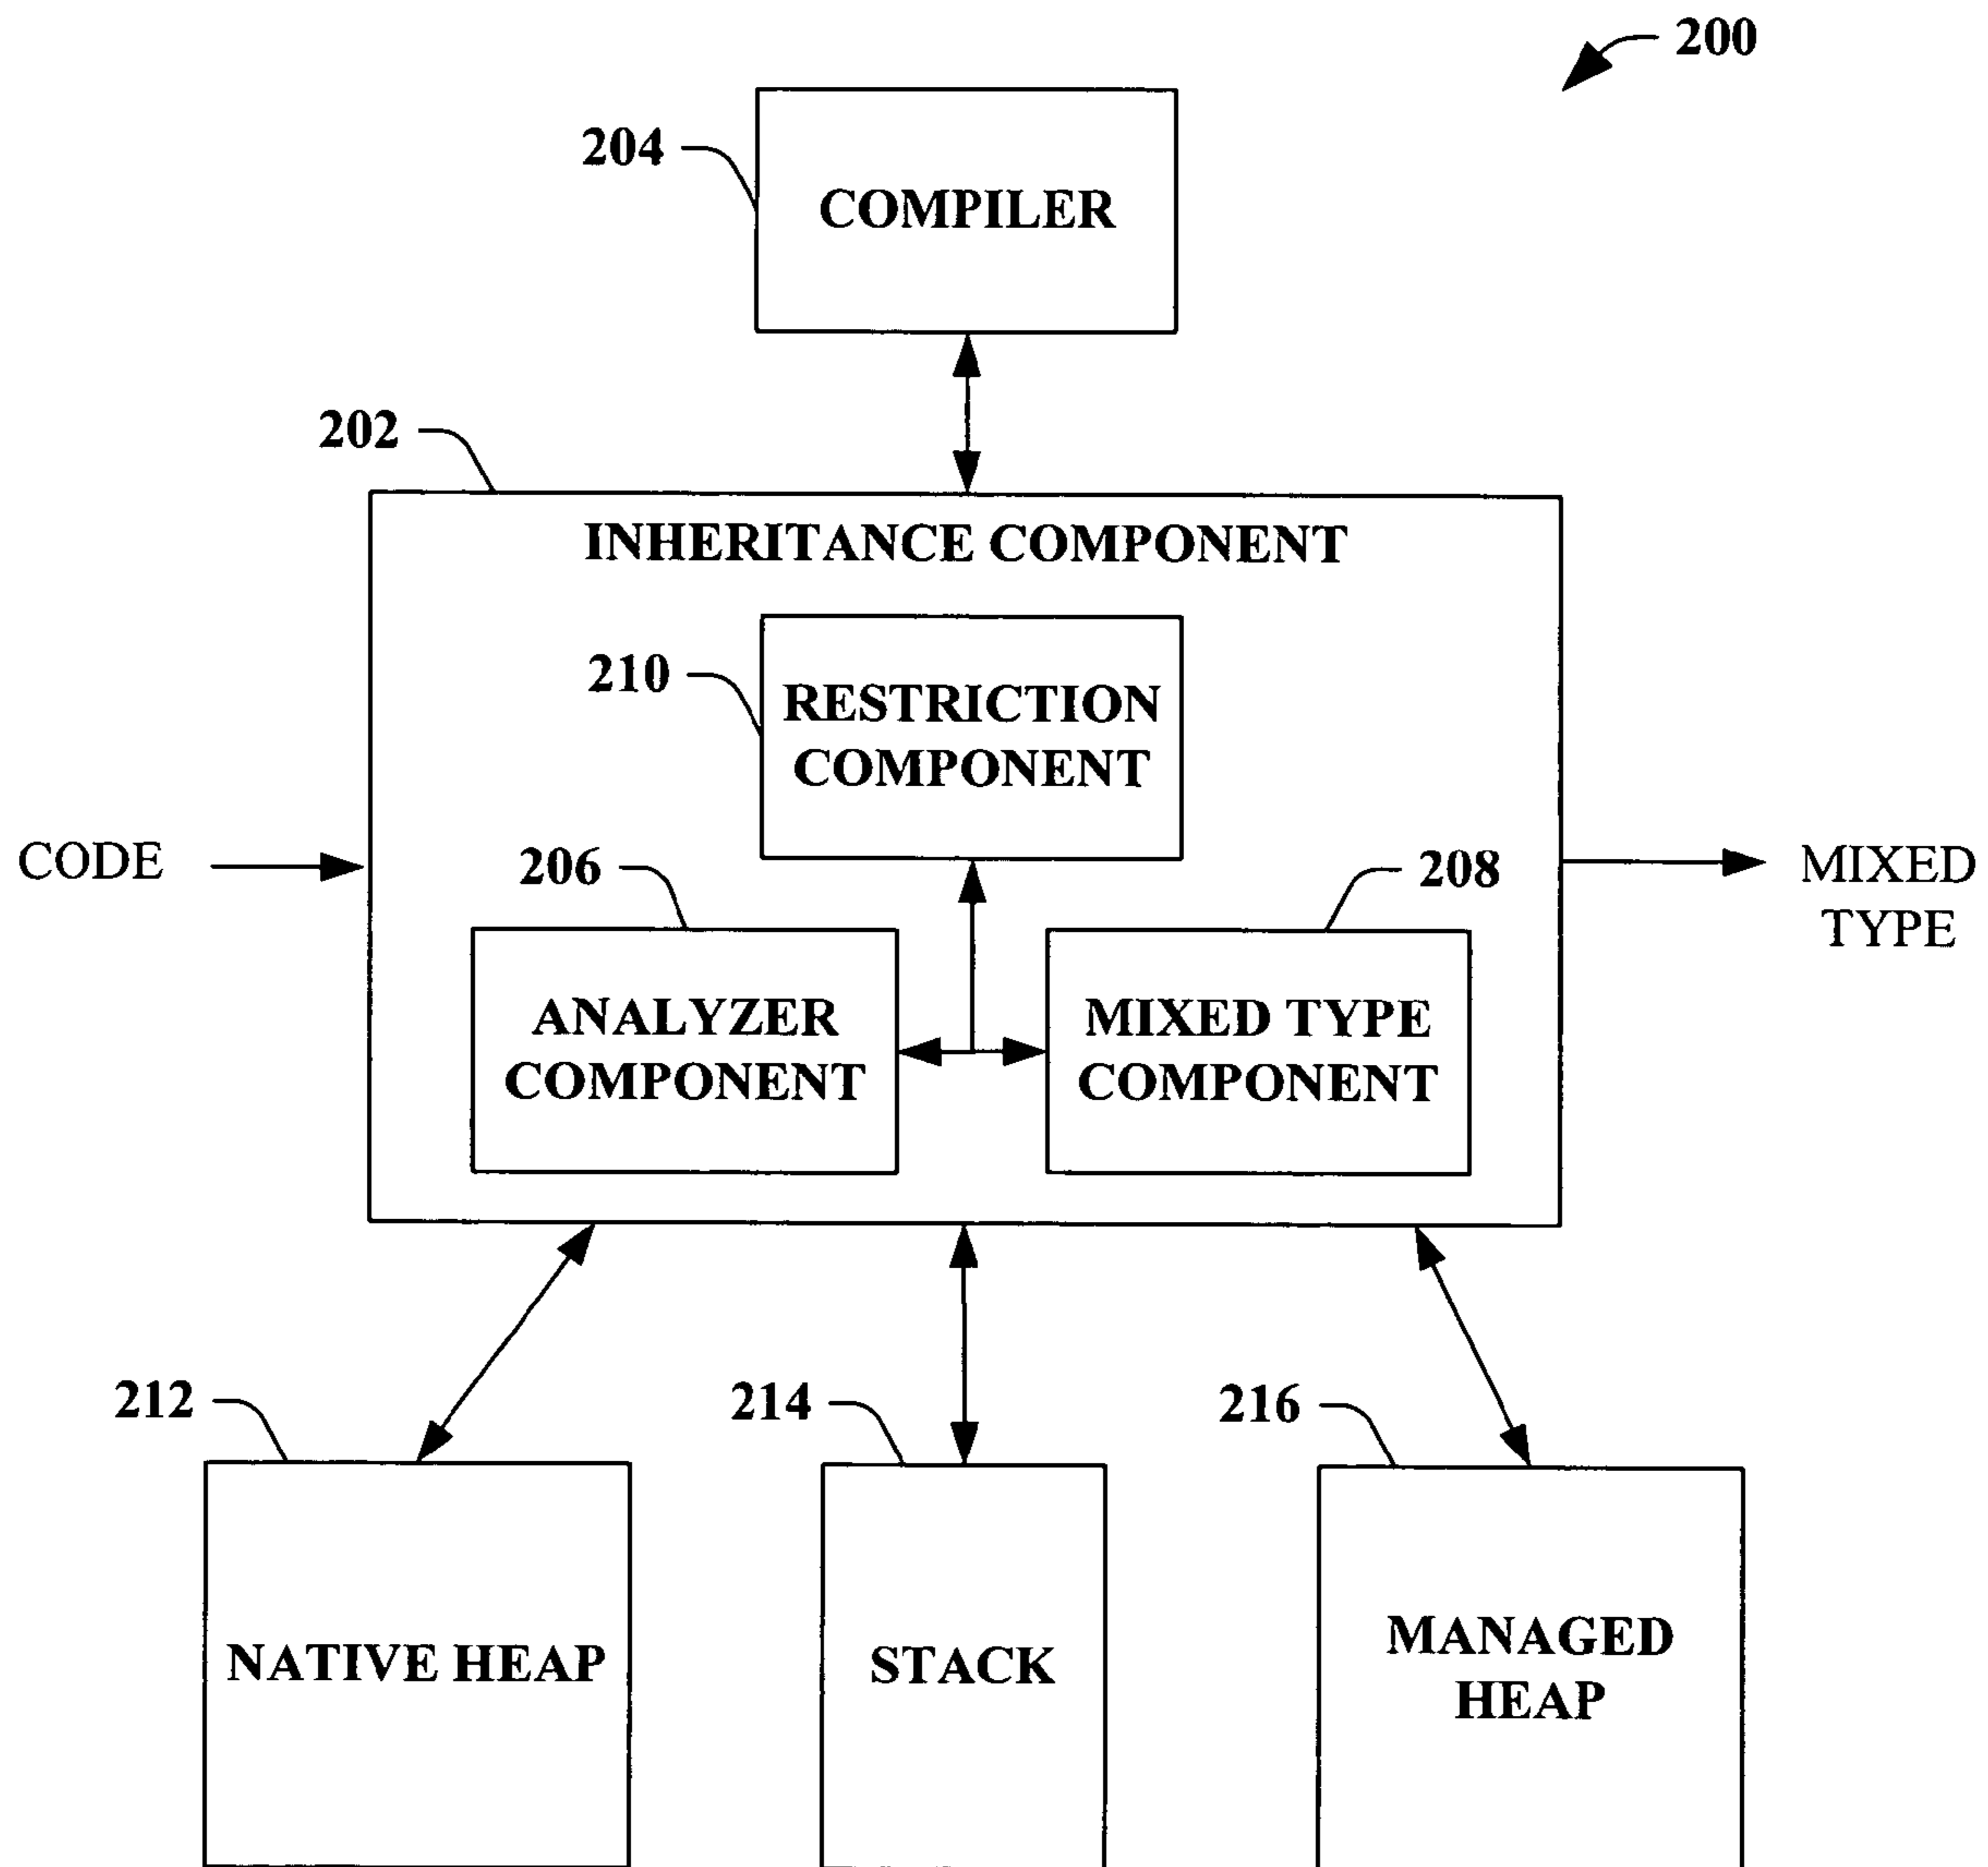 200
204
COMPILER
202
INHERITANCE COMPONENT
210
RESTRICTION
COMPONENT
CODE
206
208
MIXED
TYPE
ANALYZER
COMPONENT
MIXED TYPE
COMPONENT
212
214
216
NATIVE HEAP
STACK
MANAGED
HEAP